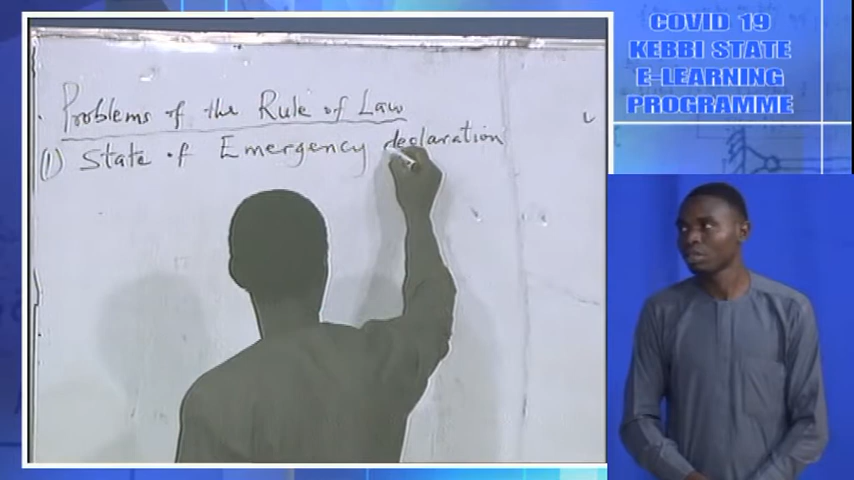 COVID 19
KEBBI STATE
E-LEARNING
PROGRAMME
Problems of the Rule of Law
(1) State of Emergency declaration